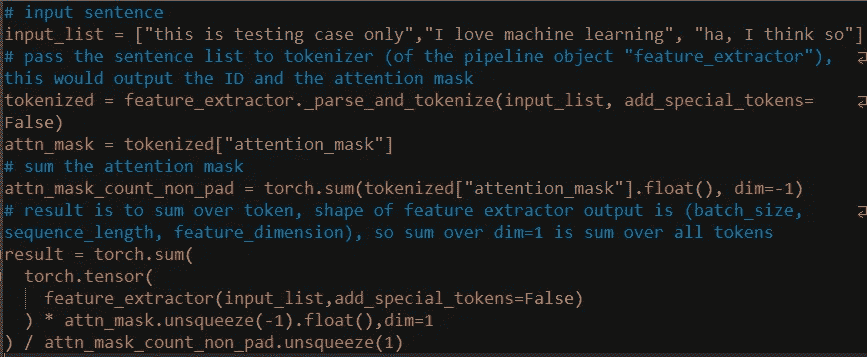 # input sentence
input_list = ["this is testing case only","I love machine learning", "ha, I think so"]
# pass the sentence list to tokenizer (of the pipeline object "feature_extractor"),
this would output the ID and the attention mask
tokenized = feature_extractor._parse_and_tokenize(input_list, add_special_tokens=
False)
attn_mask = tokenized["attention_mask"]
# sum the attention mask
attn_mask_count_non_pad = torch.sum(tokenized["attention_mask"].float(), dim=-1)
# result is to sum over token, shape of feature extractor output is (batch_size,
sequence_length, feature_dimension), so sum over dim=1 is sum over all tokens
result = torch.sum(
  torch.tensor(
    feature_extractor(input_list,add_special_tokens=False)
  ) * attn_mask.unsqueeze(-1).float(),dim=1
) / attn_mask_count_non_pad.unsqueeze(1)